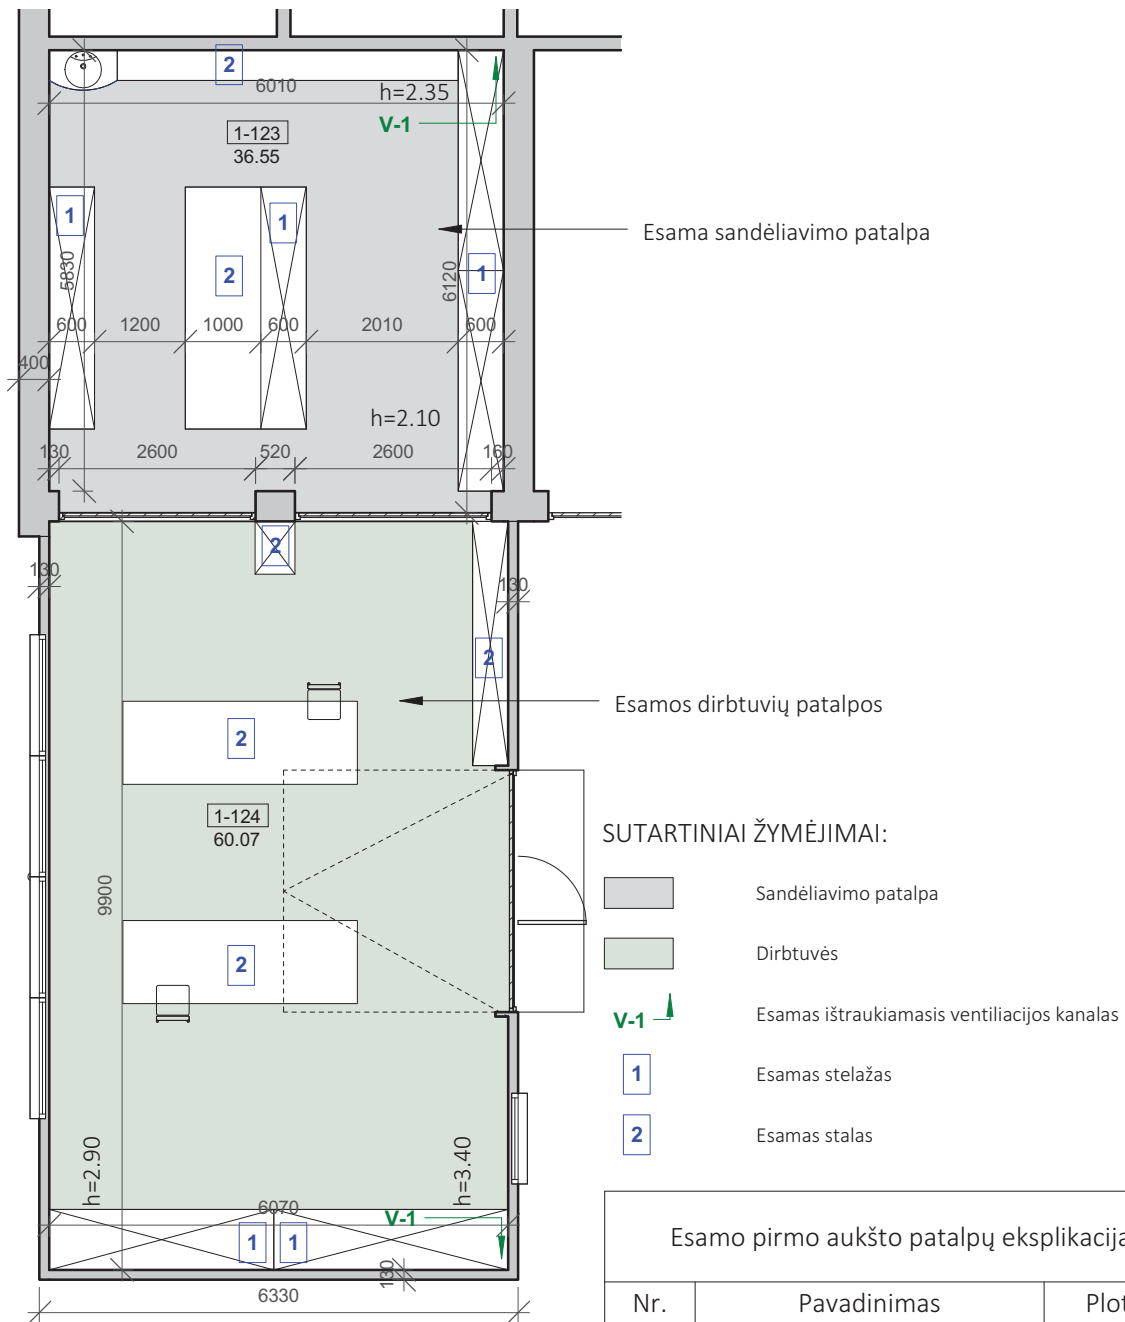 2
6010
h=2.35
V-1
1-123
36.55
1
1
5830
2
6120
1
Esama sandėliavimo patalpa
600
1200
1000
600
2010
600
400
h=2.10
130
2600
520
2600
160
2
130
130
2
Esamos dirbtuvių patalpos
2
1-124
60.07
9900
2
SUTARTINIAI ŽYMĖJIMAI:
Sandėliavimo patalpa
Dirbtuvės
V-1
Esamas ištraukiamasis ventiliacijos kanalas
1
Esamas stelažas
2
Esamas stalas
h=2.90
h=3.40
6070
V-1
1
1
130
6330
Esamo pirmo aukšto patalpų eksplikacija
Nr.
Pavadinimas
Plot